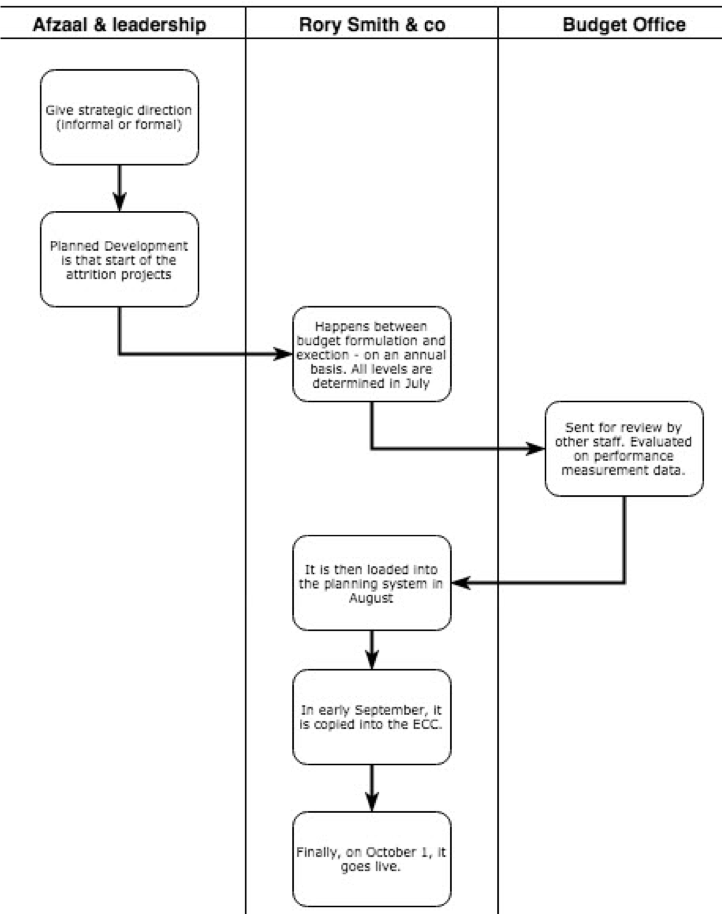 Afzaal & leadership
Rory Smith & co
Budget Office
Give strategic direction
(informal or formal)
Planned Development
is that start of the
attrition projects
Happens between
budget formulation and
exection - on an annual
basis. All levels are
determined in July
Sent for review by
other staff. Evaluated
on performance
measurement data.
It is then loaded into
the planning system in
August
In early September, it
is copied into the ECC.
Finally, on October 1, it
goes live.